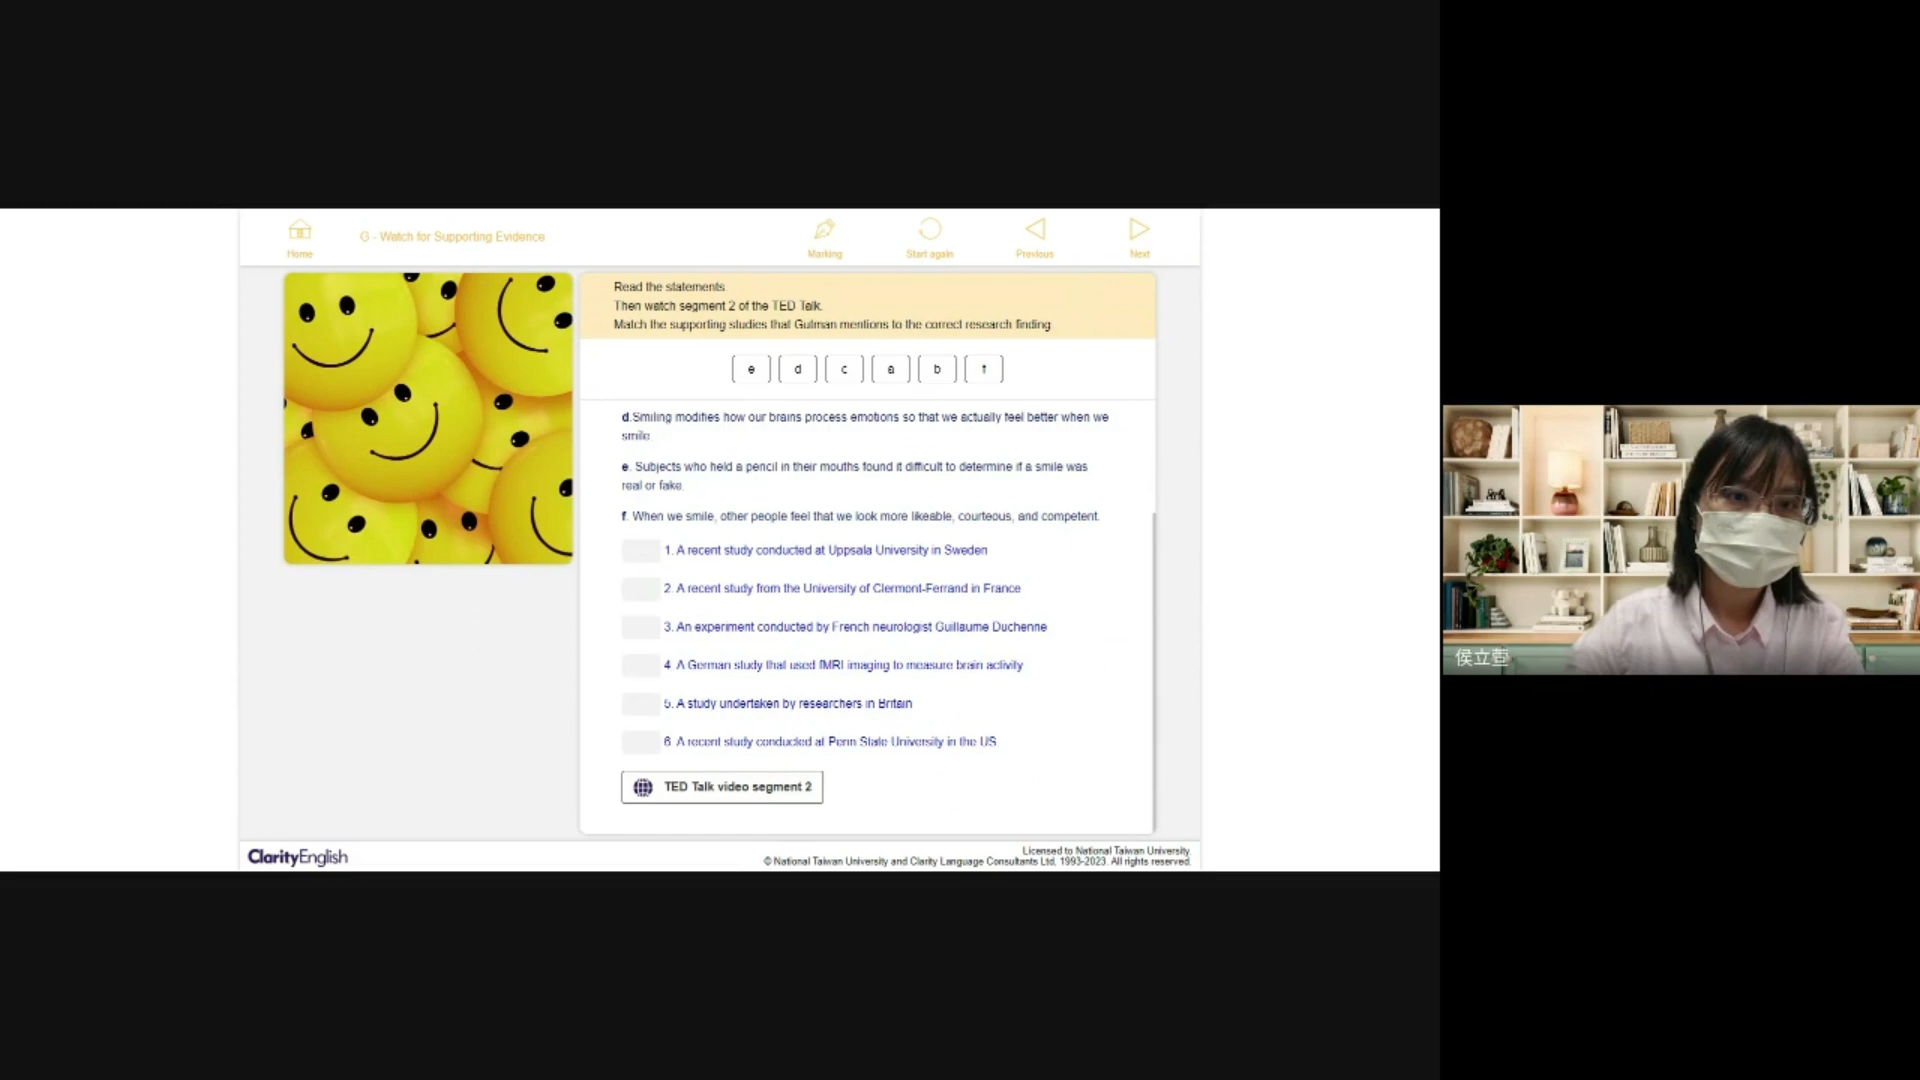 Home
G - Watch for Supporting Evidence
Marking
Start again
Previous
Next
Read the statements
Then watch segment 2 of the TED Talk.
Match the supporting studies that Gutman mentions to the correct research finding
e d c a b f
d.Smiling modifies how our brains process emotions so that we actually feel better when we
smile
e. Subjects who held a pencil in their mouths found it difficult to determine if a smile was
real or fake.
f. When we smile, other people feel that we look more likeable, courteous, and competent.
1. A recent study conducted at Uppsala University in Sweden
2. A recent study from the University of Clermont-Ferrand in France
3. An experiment conducted by French neurologist Guillaume Duchenne
4 A German study that used fMRI imaging to measure brain activity
5. A study undertaken by researchers in Britain
6 A recent study conducted at Penn State University in the US
TED Talk video segment 2
ClarityEnglish
Licensed to National Taiwan University.
© National Taiwan University and Clarity Language Consultants Ltd, 1993-2023. All rights reserved.
侯立萱